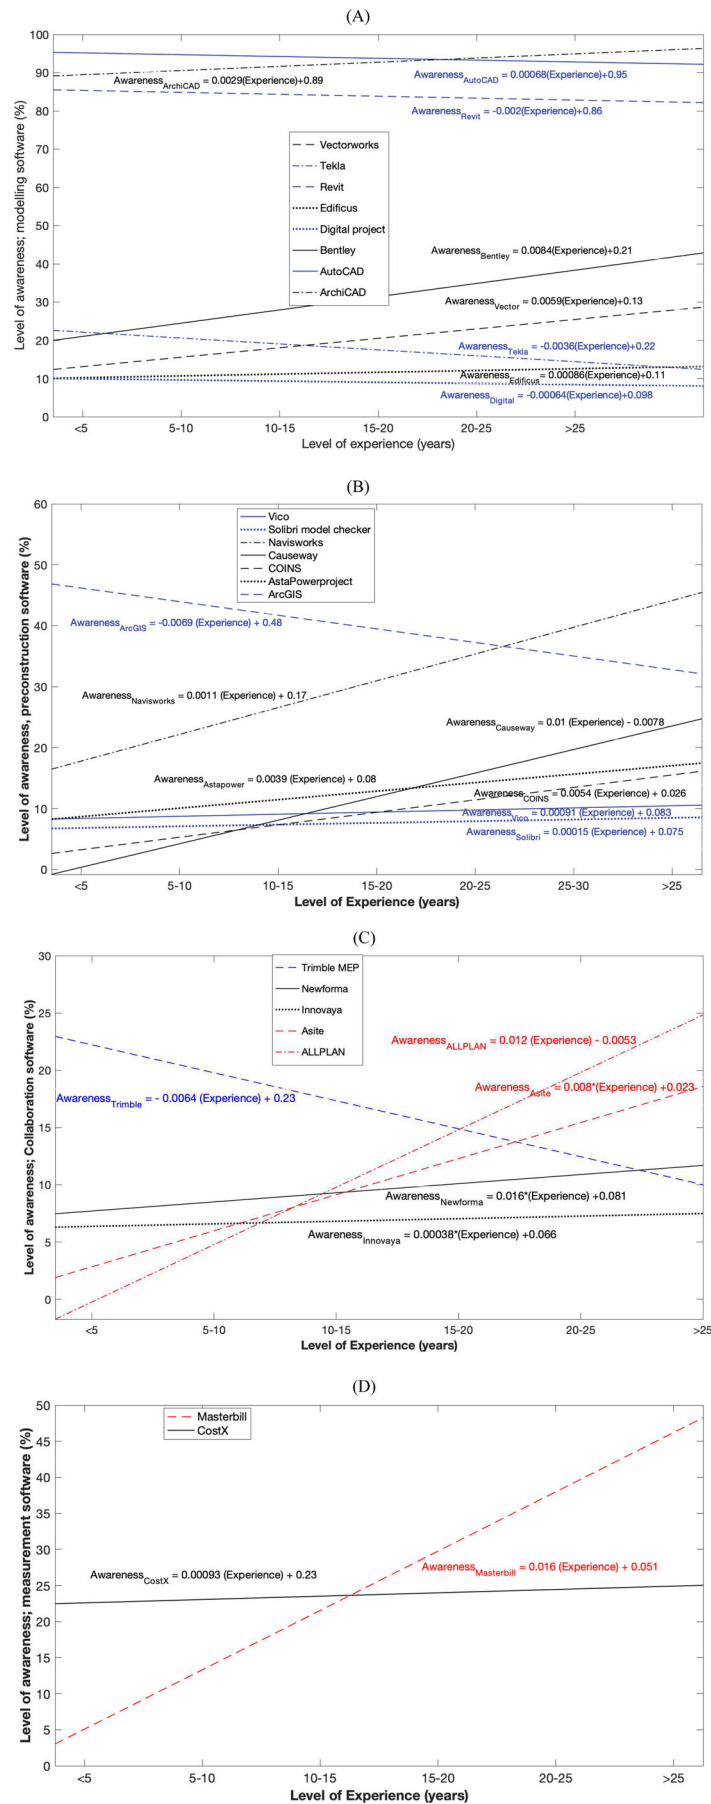 (A)
Level of awareness; modelling software (%)
100
90
80
70
60
50
40
30
20
10
0
Awareness_ArchiCAD = 0.0029(Experience)+0.89
Awareness_AutoCAD = 0.00068(Experience)+0.95
Awareness_Revit = -0.002(Experience)+0.86
Vectorworks
Tekla
Revit
Edificus
Digital project
Bentley
AutoCAD
ArchiCAD
Awareness_Bentley = 0.0084(Experience)+0.21
Awareness_Vector = 0.0059(Experience)+0.13
Awareness_Tekla = -0.0036(Experience)+0.22
Awareness_Edificus = 0.00086(Experience)+0.11
Awareness_Digital = -0.00064(Experience)+0.098
<5 5-10 10-15 15-20 20-25 >25
Level of experience (years)
(B)
Level of awareness, preconstruction software (%)
60
50
40
30
20
10
0
Vico
Solibri model checker
Navisworks
Causeway
COINS
AstaPowerproject
ArcGIS
Awareness_ArcGIS = -0.0069 (Experience) + 0.48
Awareness_Navisworks = 0.0011 (Experience) + 0.17
Awareness_Causeway = 0.01 (Experience) - 0.0078
Awareness_Astapower = 0.0039 (Experience) + 0.08
Awareness_COINS = 0.0054 (Experience) + 0.026
Awareness_Vico = 0.00091 (Experience) + 0.083
Awareness_Solibri = 0.00015 (Experience) + 0.075
<5 5-10 10-15 15-20 20-25 25-30 >25
Level of Experience (years)
(C)
Level of awareness; Collaboration software (%)
30
25
20
15
10
5
0
Trimble MEP
Newforma
Innovaya
Asite
ALLPLAN
Awareness_ALLPLAN = 0.012 (Experience) - 0.0053
Awareness_Asite = 0.008*(Experience) +0.023
Awareness_Trimble = - 0.0064 (Experience) + 0.23
Awareness_Newforma = 0.016*(Experience) +0.081
Awareness_Innovaya = 0.00038*(Experience) +0.066
<5 5-10 10-15 15-20 20-25 >25
Level of Experience (years)
(D)
Level of awareness; measurement software (%)
50
45
40
35
30
25
20
15
10
5
0
Masterbill
CostX
Awareness_CostX = 0.00093 (Experience) + 0.23
Awareness_Masterbill = 0.016 (Experience) + 0.051
<5 5-10 10-15 15-20 20-25 >25
Level of Experience (years)